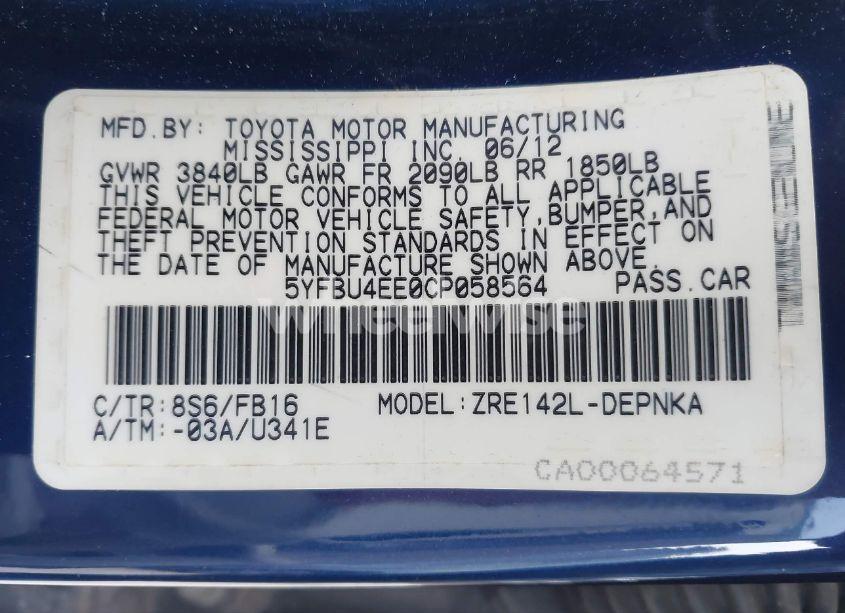 MFD.BY: TOYOTA MOTOR MANUFACTURING
MISSISSIPPI INC. 06/12
GVWR 3840LB GAWR FR 2090LB RR 1850LB
THIS VEHICLE CONFORMS TO ALL APPLICABLE
FEDERAL MOTOR VEHICLE SAFETY,BUMPER,AND
THEFT PREVENTION STANDARDS IN EFFECT ON
THE DATE OF MANUFACTURE SHOWN ABOVE.
5YFBU4EE0CP058564 PASS.CAR
wheelwise
C/TR:8S6/FB16 MODEL:ZRE142L-DEPNKA
A/TM:-03A/U341E
CA00064571